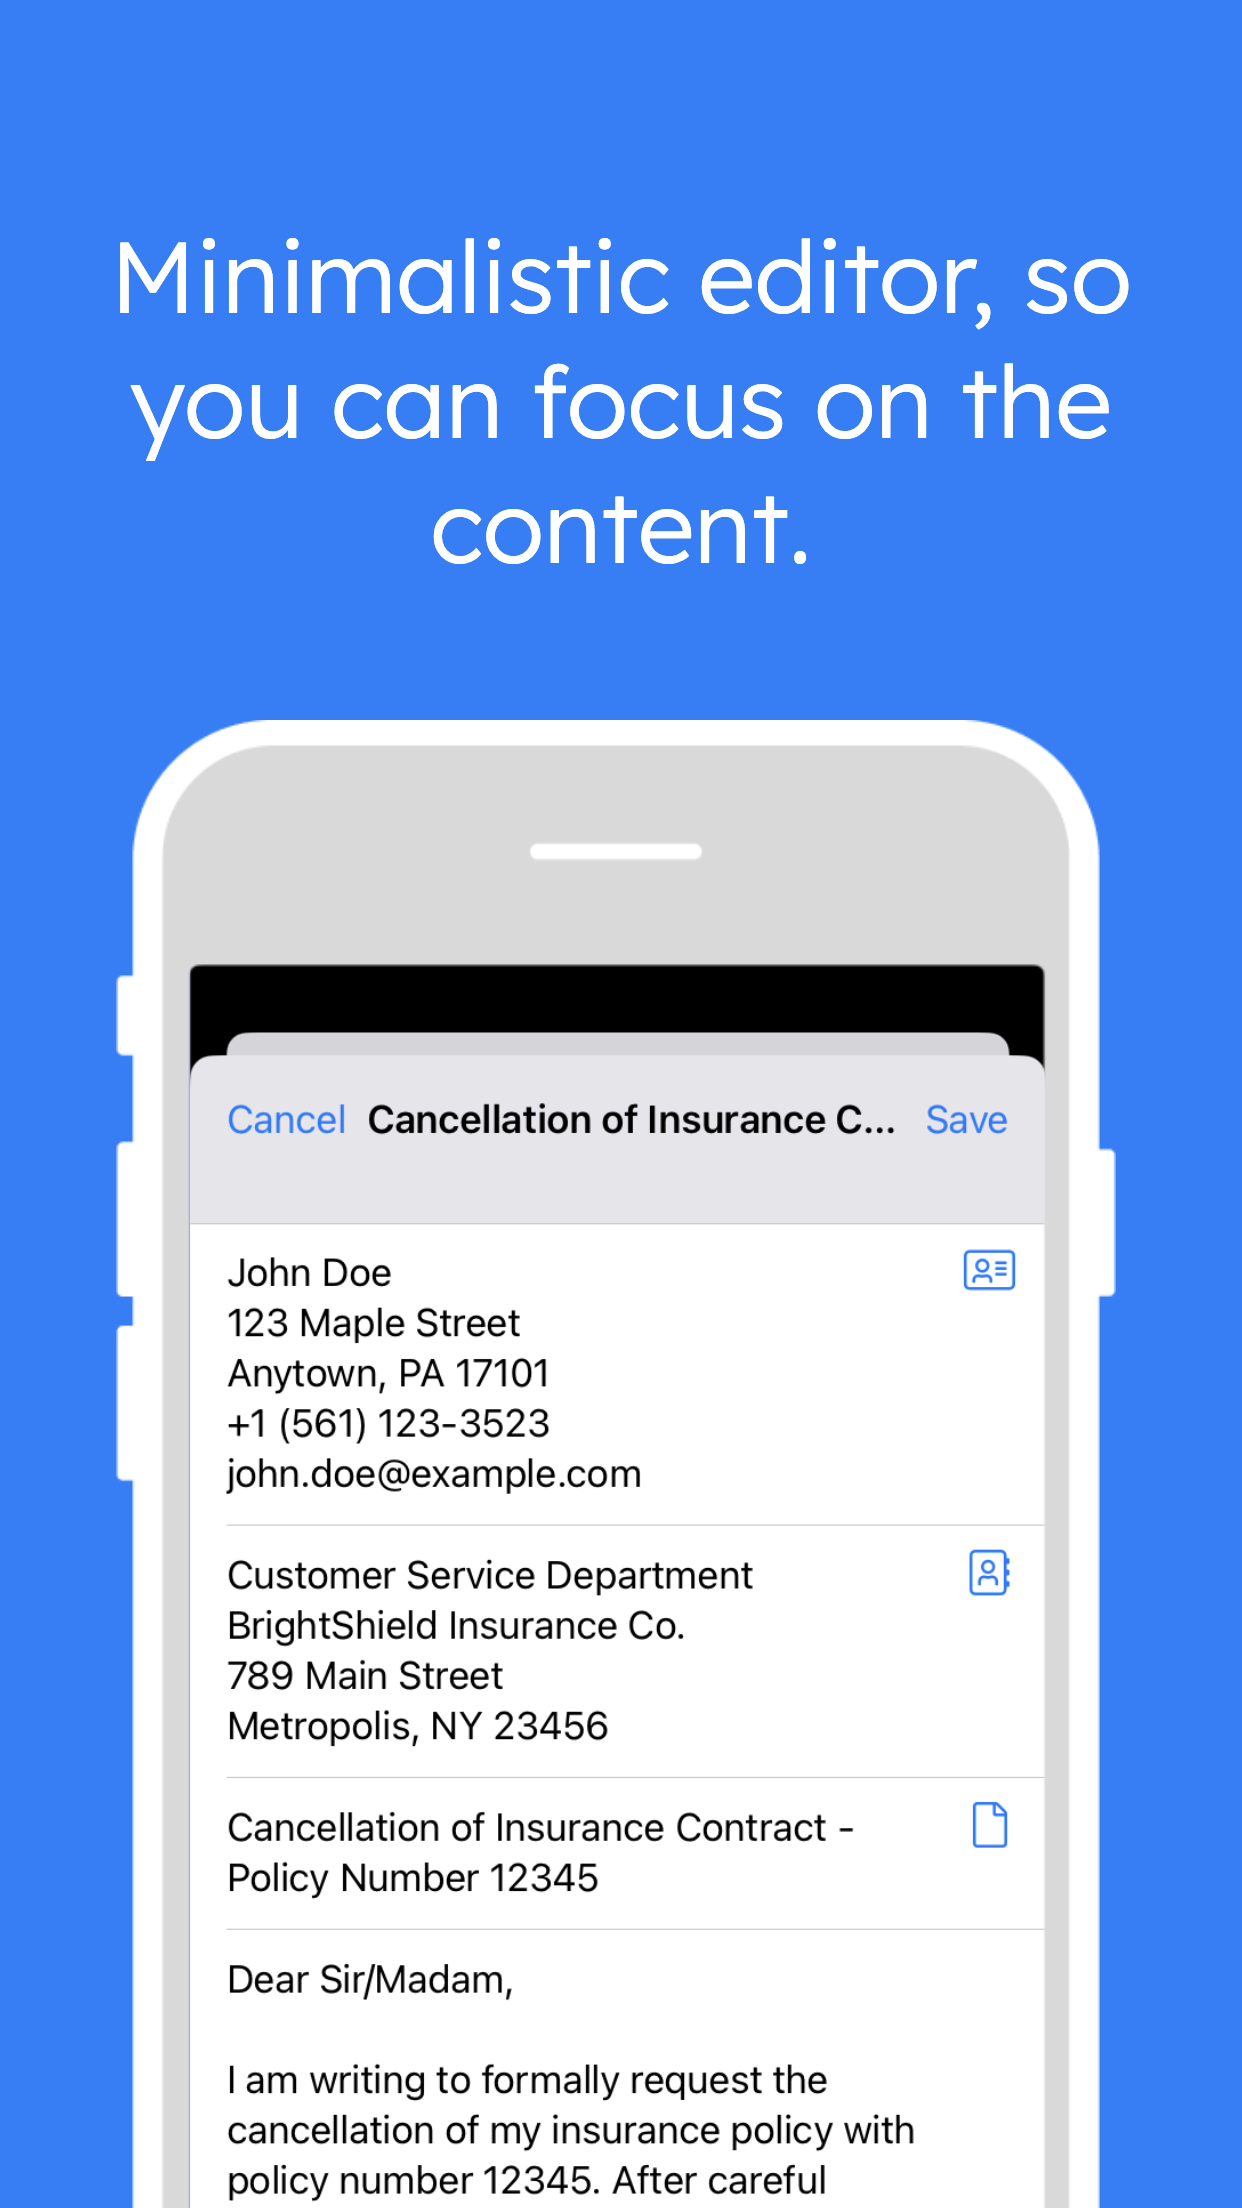 Minimalistic editor, so
you can focus on the
content.
Cancel Cancellation of Insurance C... Save
John Doe
123 Maple Street
Anytown, PA 17101
+1 (561) 123-3523
john.doe@example.com
Customer Service Department
BrightShield Insurance Co.
789 Main Street
Metropolis, NY 23456
Cancellation of Insurance Contract -
Policy Number 12345
Dear Sir/Madam,
I am writing to formally request the
cancellation of my insurance policy with
policy number 12345. After careful